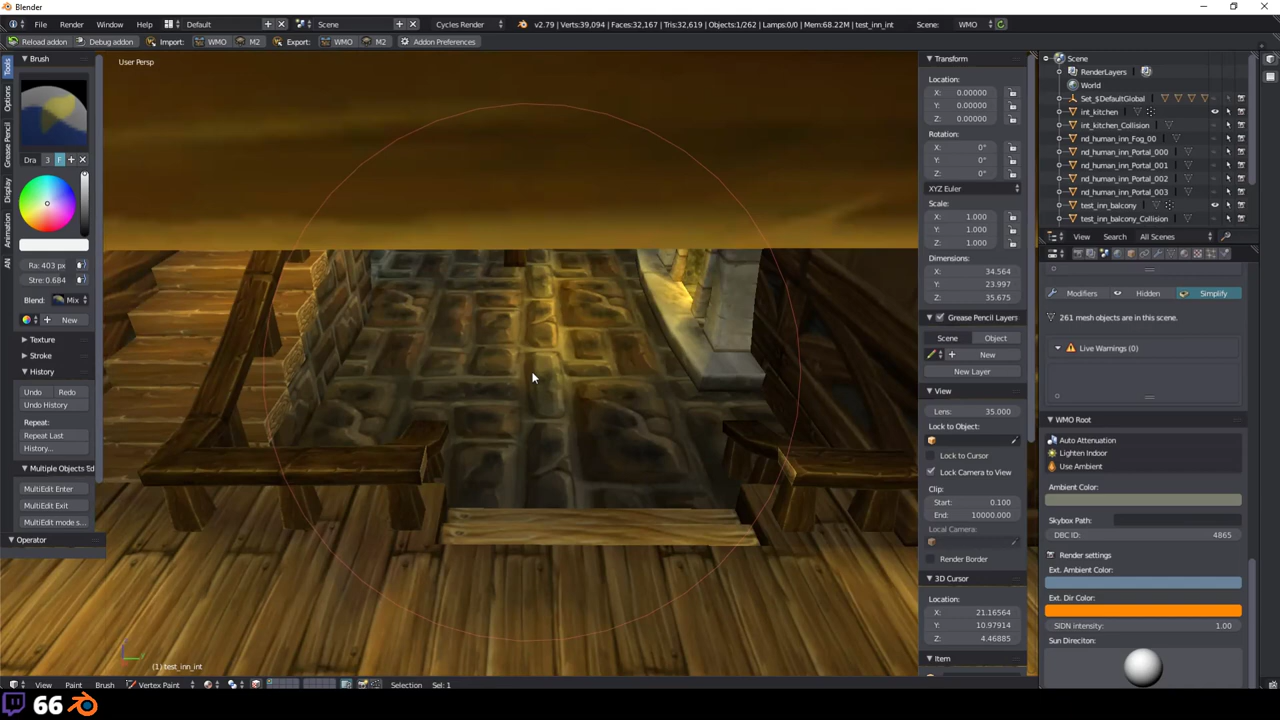 Blender
File Render Window Help Default Scene Cycles Render v2.79 | Verts:39,094 | Faces:32,167 | Tris:32,619 | Objects:1/262 | Lamps:0/0 | Mem:68.22M | test_inn_int Scene: WMO
Reload addon Debug addon Import: WMO M2 Export: WMO M2 Addon Preferences
Tools
Options
Grease Pencil
Display
Animation
AN
Brush
Dra 3 F
Ra: 403 px
Stre: 0.684
Blend: Mix
New
Texture
Stroke
History
Undo Redo
Undo History
Repeat:
Repeat Last
History...
Multiple Objects Ed
MultiEdit Enter
MultiEdit Exit
MultiEdit mode s...
Operator
User Persp
(1) test_inn_int
Transform
Location:
X: 0.00000
Y: 0.00000
Z: 0.00000
Rotation:
X: 0°
Y: 0°
Z: 0°
XYZ Euler
Scale:
X: 1.000
Y: 1.000
Z: 1.000
Dimensions:
X: 34.564
Y: 23.997
Z: 35.675
Grease Pencil Layers
Scene Object
New
New Layer
View
Lens: 35.000
Lock to Object:
Lock to Cursor
Lock Camera to View
Clip:
Start: 0.100
End: 10000.000
Local Camera:
Render Border
3D Cursor
Location:
X: 21.16564
Y: 10.97914
Z: 4.46885
Item
Scene
RenderLayers
World
Set_$DefaultGlobal
int_kitchen
int_kitchen_Collision
nd_human_inn_Fog_00
nd_human_inn_Portal_000
nd_human_inn_Portal_001
nd_human_inn_Portal_002
nd_human_inn_Portal_003
test_inn_balcony
test_inn_balcony_Collision
View Search All Scenes
Modifiers Hidden Simplify
261 mesh objects are in this scene.
Live Warnings (0)
WMO Root
Auto Attenuation
Lighten Indoor
Use Ambient
Ambient Color:
Skybox Path:
DBC ID: 4865
Render settings
Ext. Ambient Color:
Ext. Dir Color:
SIDN intensity: 1.00
Sun Direciton:
View Paint Brush Vertex Paint Selection Sel: 1
66